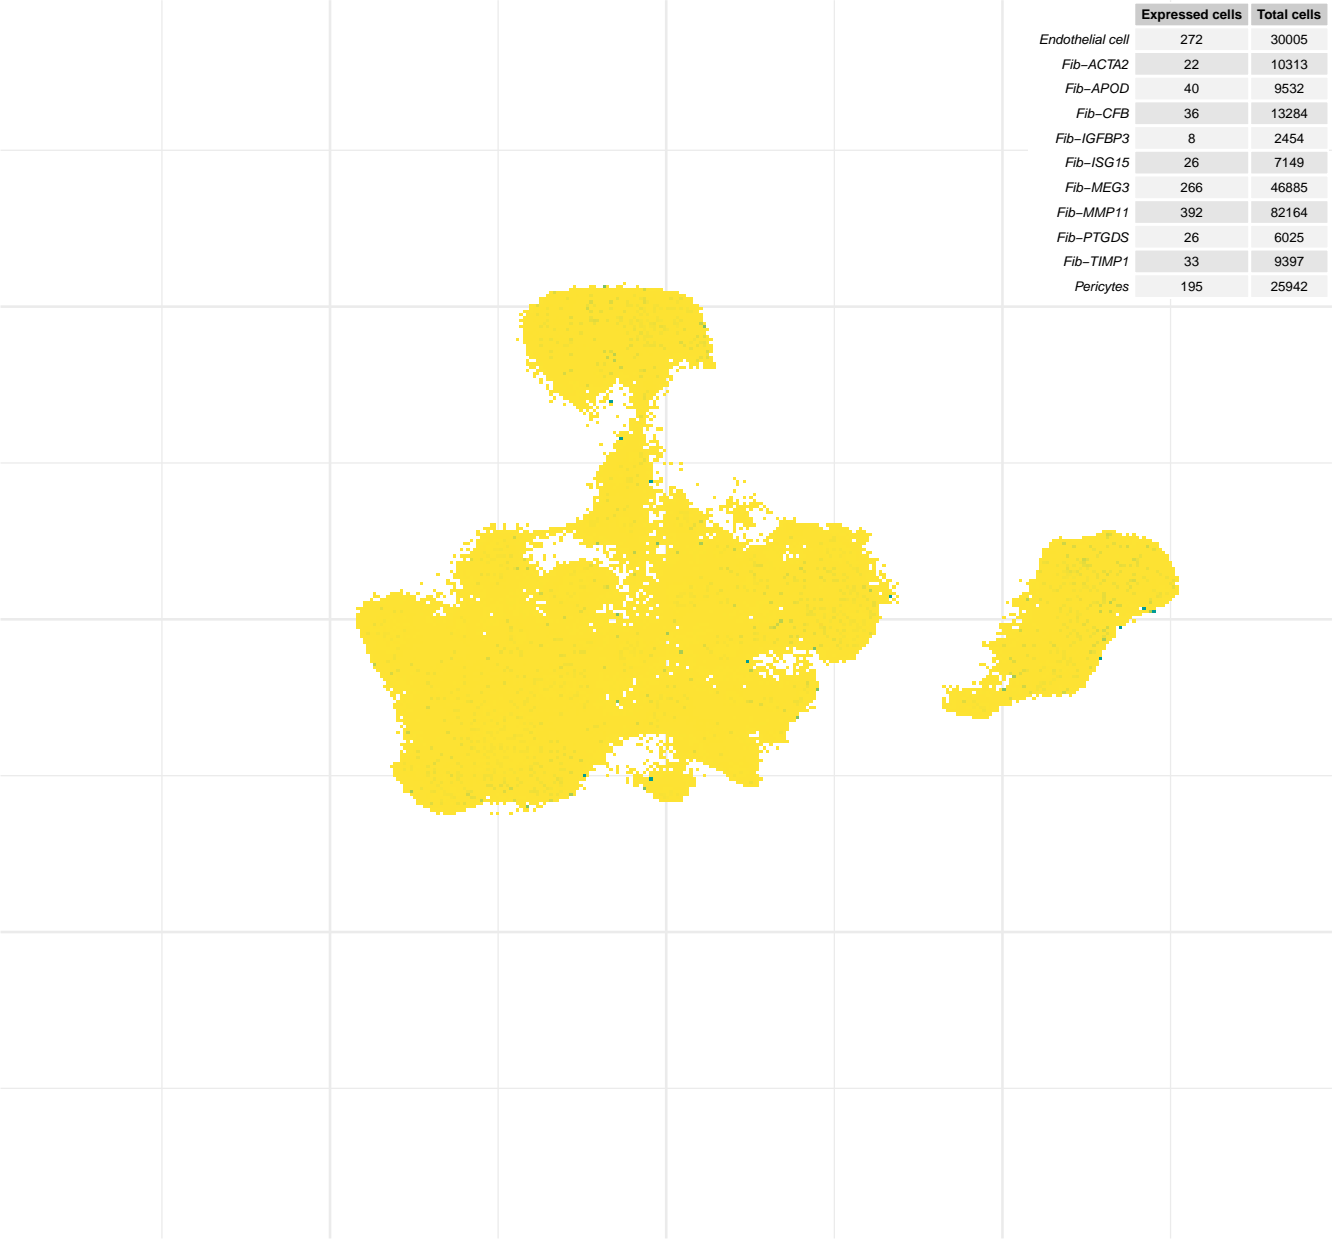 Expressed cells Total cells
Endothelial cell 272 30005
Fib−ACTA2 22 10313
Fib−APOD 40 9532
Fib−CFB 36 13284
Fib−IGFBP3 8 2454
Fib−ISG15 26 7149
Fib−MEG3 266 46885
Fib−MMP11 392 82164
Fib−PTGDS 26 6025
Fib−TIMP1 33 9397
Pericytes 195 25942